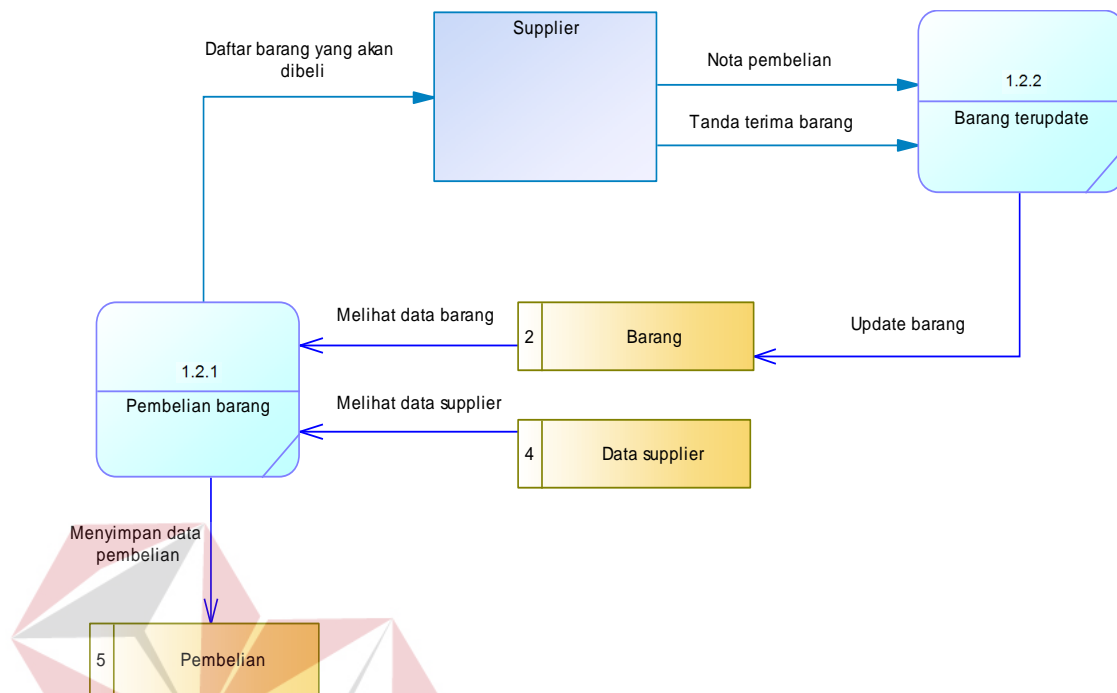 Supplier
Daftar barang yang akan
dibeli
Nota pembelian
1.2.2
Tanda terima barang
Barang terupdate
Melihat data barang
Update barang
2
Barang
1.2.1
Pembelian barang
Melihat data supplier
4
Data supplier
Menyimpan data
pembelian
5
Pembelian